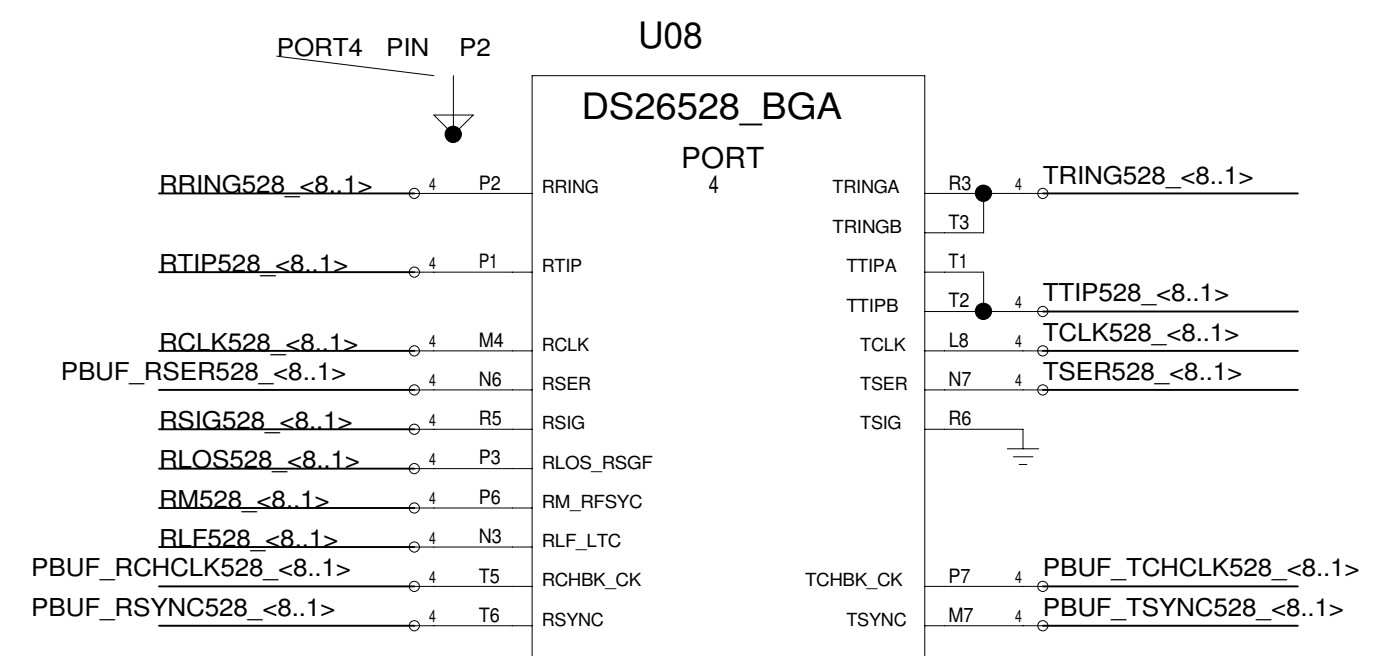 U08
PORT4 PIN P2
DS26528_BGA
PORT
4
RRING528_<8..1> 4 P2 RRING TRINGA R3 4 TRING528_<8..1>
TRINGB T3
RTIP528_<8..1> 4 P1 RTIP TTIPA T1
TTIPB T2 4 TTIP528_<8..1>
RCLK528_<8..1> 4 M4 RCLK TCLK L8 4 TCLK528_<8..1>
PBUF_RSER528_<8..1> 4 N6 RSER TSER N7 4 TSER528_<8..1>
RSIG528_<8..1> 4 R5 RSIG TSIG R6
RLOS528_<8..1> 4 P3 RLOS_RSGF
RM528_<8..1> 4 P6 RM_RFSYC
RLF528_<8..1> 4 N3 RLF_LTC
PBUF_RCHCLK528_<8..1> 4 T5 RCHBK_CK TCHBK_CK P7 4 PBUF_TCHCLK528_<8..1>
PBUF_RSYNC528_<8..1> 4 T6 RSYNC TSYNC M7 4 PBUF_TSYNC528_<8..1>